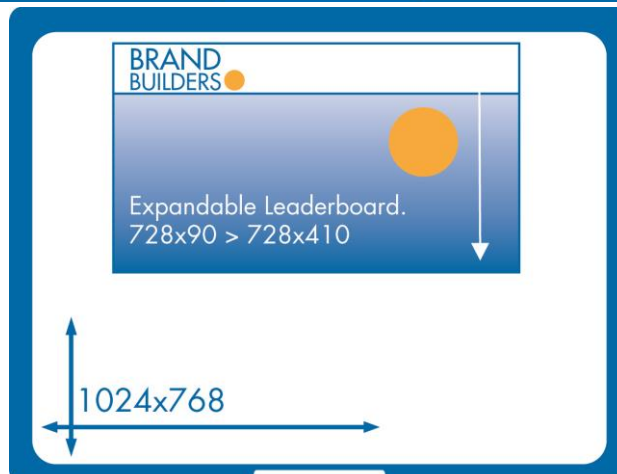 BRAND
BUILDERS
Expandable Leaderboard.
728x90 > 728x410
1024x768